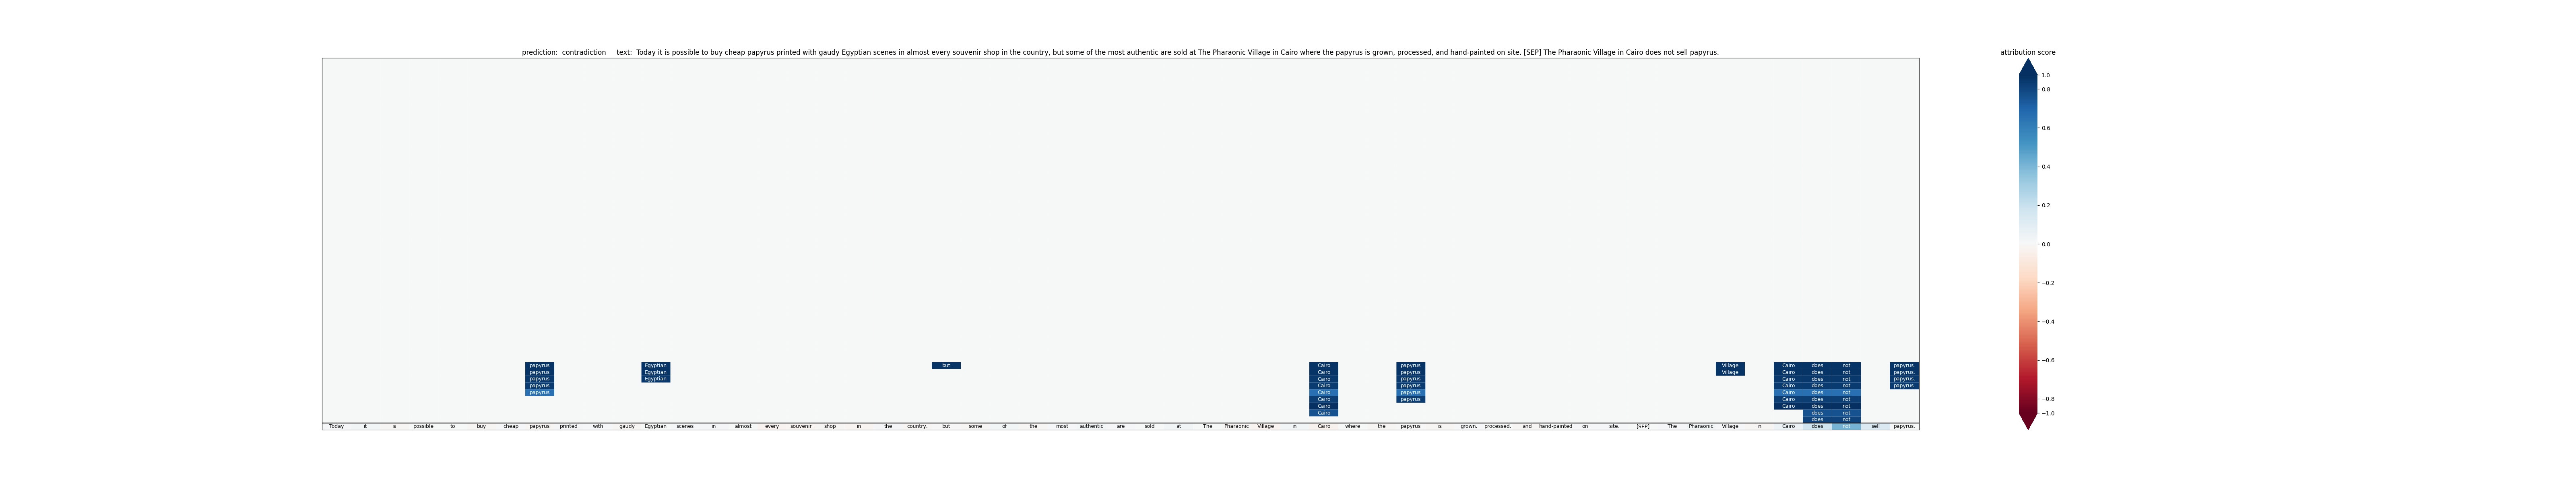 prediction: contradiction text: Today it is possible to buy cheap papyrus printed with gaudy Egyptian scenes in almost every souvenir shop in the country, but some of the most authentic are sold at The Pharaonic Village in Cairo where the papyrus is grown, processed, and hand-painted on site. [SEP] The Pharaonic Village in Cairo does not sell papyrus.
papyrus Egyptian but Cairo papyrus Village Cairo does not papyrus.
papyrus Egyptian Cairo papyrus Village Cairo does not papyrus.
papyrus Egyptian Cairo papyrus Cairo does not papyrus.
papyrus Cairo papyrus Cairo does not papyrus.
papyrus Cairo papyrus Cairo does not
Cairo papyrus Cairo does not
Cairo Cairo does not
Cairo does not
does not
Today it is possible to buy cheap papyrus printed with gaudy Egyptian scenes in almost every souvenir shop in the country, but some of the most authentic are sold at The Pharaonic Village in Cairo where the papyrus is grown, processed, and hand-painted on site. [SEP] The Pharaonic Village in Cairo does not sell papyrus.
attribution score
1.0
0.8
0.6
0.4
0.2
0.0
−0.2
−0.4
−0.6
−0.8
−1.0